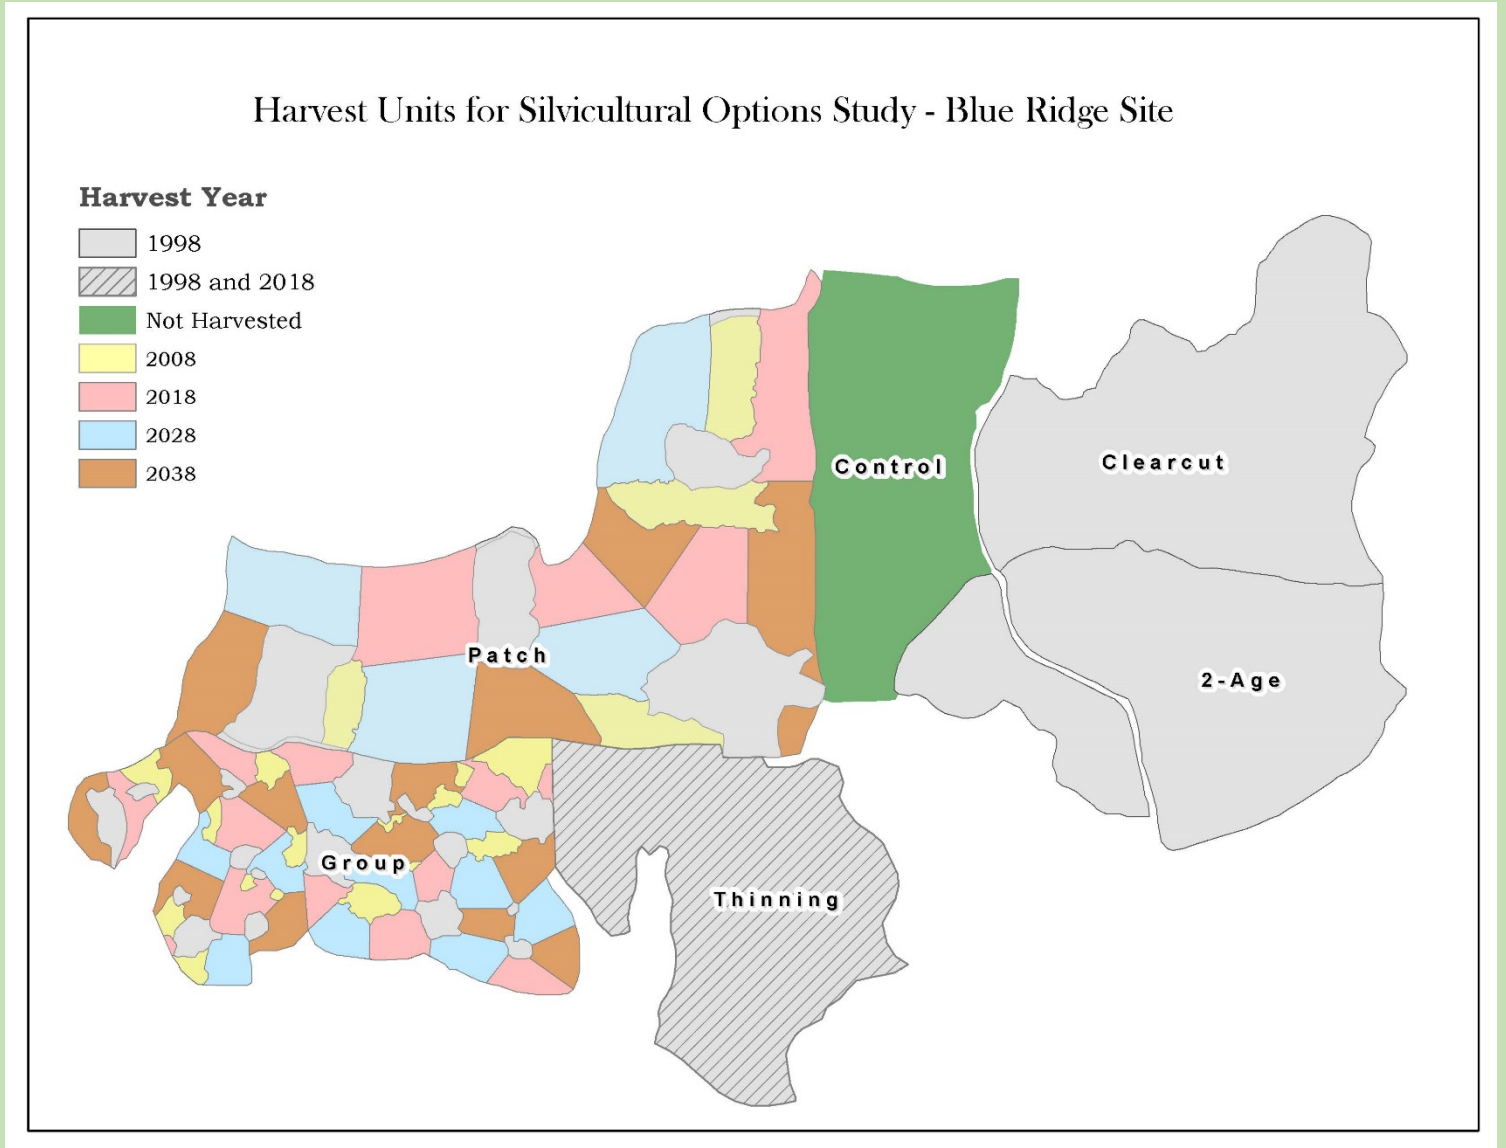 Harvest Units for Silvicultural Options Study - Blue Ridge Site
Harvest Year
1998
1998 and 2018
Not Harvested
2008
2018
2028
2038
Control
Clearcut
Patch
2-Age
Group
Thinning